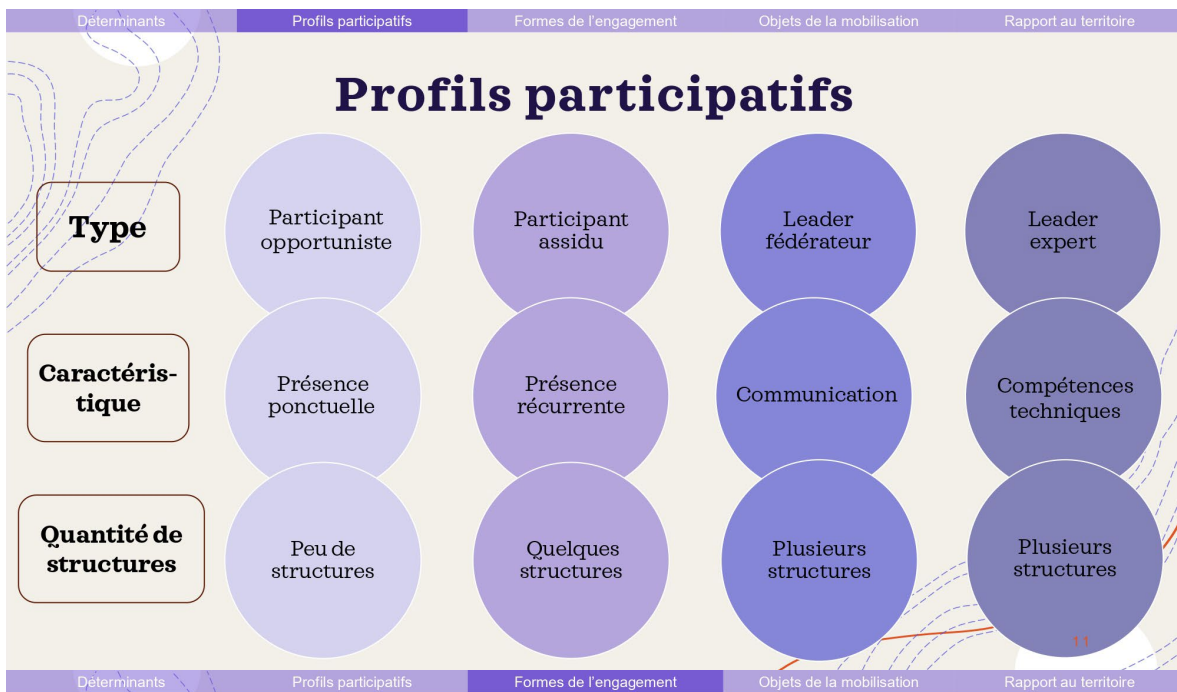 Déterminants
Profils participatifs
Formes de l'engagement
Objets de la mobilisation
Rapport au territoire
Profils participatifs
Type
Participant
opportuniste
Participant
assidu
Leader
fédérateur
Leader
expert
Caractéris-
tique
Présence
ponctuelle
Présence
récurrente
Communication
Compétences
techniques
Quantité de
structures
Peu de
structures
Quelques
structures
Plusieurs
structures
Plusieurs
structures
11
Déterminants
Profils participatifs
Formes de l'engagement
Objets de la mobilisation
Rapport au territoire